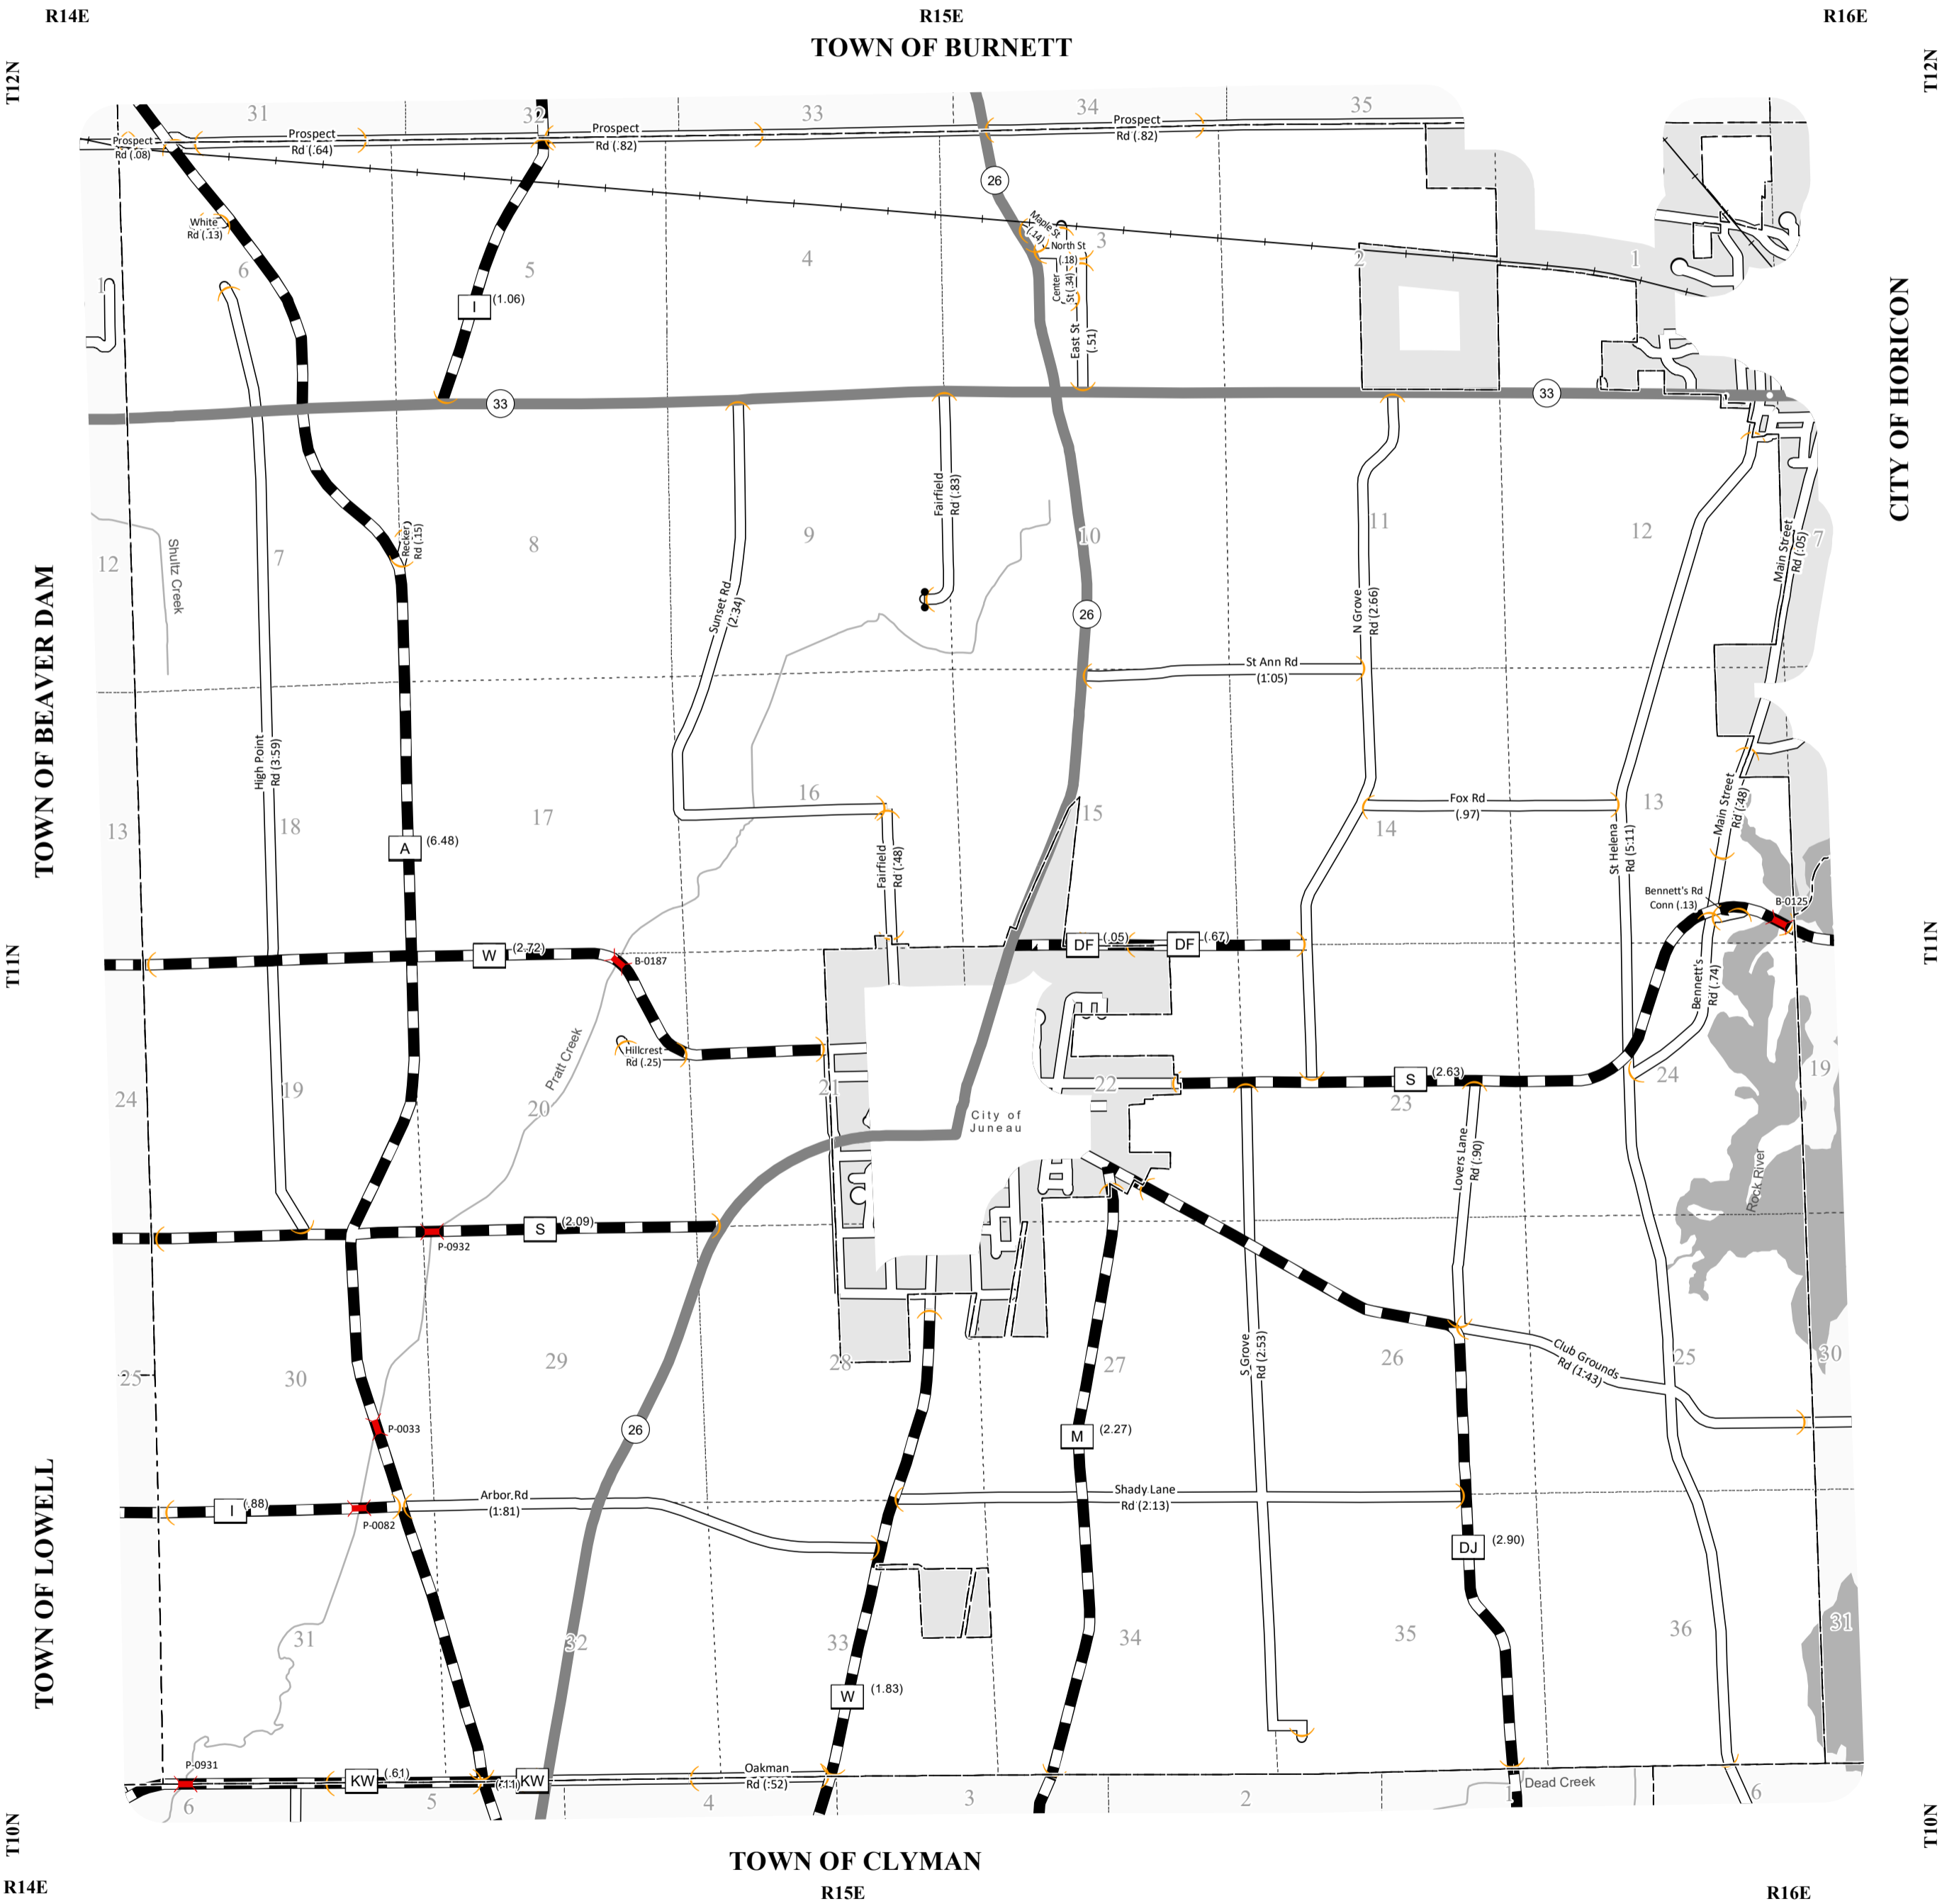 R14E
R15E
R16E
TOWN OF BURNETT
T12N
T12N
31
32
33
34
35
Prospect
Rd (.08)
Prospect
Rd (.64)
Prospect
Rd (.82)
Prospect
Rd (.82)
26
White
Rd (.13)
Maple St
(.14)
North St
(.18)
Center
St (.34)
East St
(.51)
1
6
5
4
3
2
1
I
(1.06)
33
33
CITY OF HORICON
TOWN OF BEAVER DAM
Shultz Creek
12
7
8
9
10
11
12
7
Recker
Rd (.15)
Fairfield
Rd (.83)
Sunset Rd
(2.34)
26
N Grove
Rd (2.66)
Main Street
Rd (.05)
St Ann Rd
(1.05)
High Point
Rd (3.59)
13
18
17
16
15
14
13
A
(6.48)
Fairfield
Rd (.48)
Fox Rd
(.97)
St Helena
Rd (5.11)
Main Street
Rd (.48)
Bennett's Rd
Conn (.13)
B-0125
T11N
T11N
W
(2.72)
B-0187
DF
(.05)
DF
(.67)
Bennett's
Rd (.74)
Pratt Creek
Hillcrest
Rd (.25)
24
19
20
21
22
23
24
19
S
(2.63)
City of
Juneau
Lovers Lane
Rd (.90)
Rock River
S
(2.09)
P-0932
25
30
29
28
27
26
25
30
S Grove
Rd (2.53)
Club Grounds
Rd (1.43)
P-0033
26
M
(2.27)
I
(.88)
P-0082
Arbor Rd
(1.81)
Shady Lane
Rd (2.13)
DJ
(2.90)
TOWN OF LOWELL
31
32
33
34
35
36
31
W
(1.83)
P-0931
KW
(.61)
(.11)
KW
Oakman
Rd (.52)
Dead Creek
6
5
4
3
2
1
6
T10N
T10N
TOWN OF CLYMAN
R14E
R15E
R16E